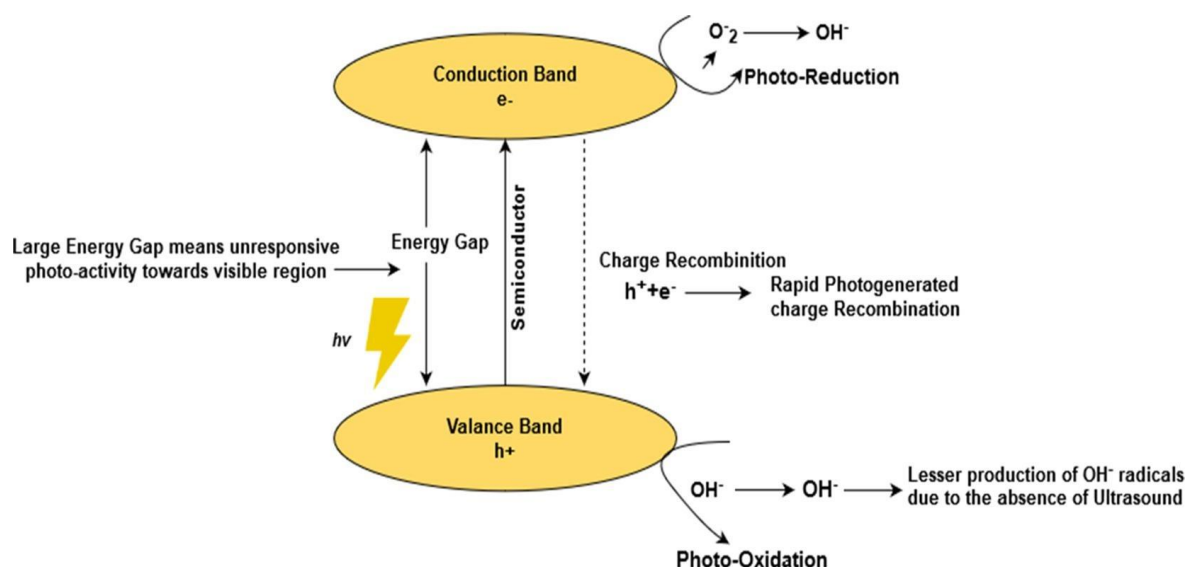 O⁻₂ → OH⁻
Photo-Reduction
Conduction Band
e-
Large Energy Gap means unresponsive
photo-activity towards visible region
Energy Gap
Semiconductor
hv
Charge Recombinition
h⁺+e⁻
Rapid Photogenerated
charge Recombination
Valance Band
h+
OH⁻ → OH⁻
Lesser production of OH⁻ radicals
due to the absence of Ultrasound
Photo-Oxidation